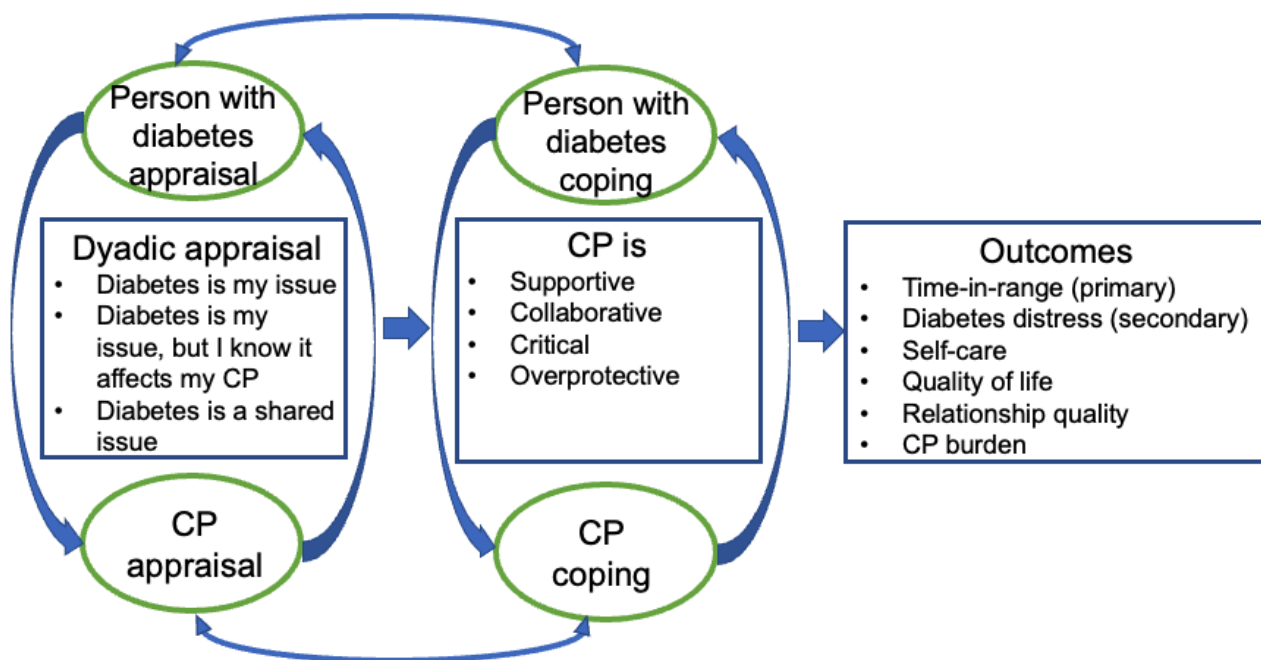 Person with
diabetes
appraisal
Person with
diabetes
coping
Dyadic appraisal
• Diabetes is my issue
• Diabetes is my
issue, but I know it
affects my CP
• Diabetes is a shared
issue
CP is
• Supportive
• Collaborative
• Critical
• Overprotective
Outcomes
• Time-in-range (primary)
• Diabetes distress (secondary)
• Self-care
• Quality of life
• Relationship quality
• CP burden
CP
appraisal
CP
coping